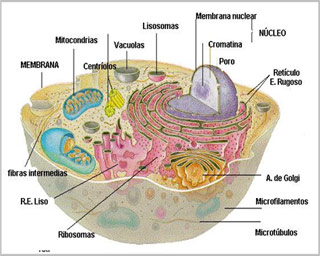 Membrana nuclear
Lisosomas
NÚCLEO
Mitocondrias
Vacuolas
Cromatina
Centríolos
Poro
MEMBRANA
Retículo
E. Rugoso
fibras intermedias
A. de Golgi
R.E. Liso
Microfilamentos
Ribosomas
Microtúbulos